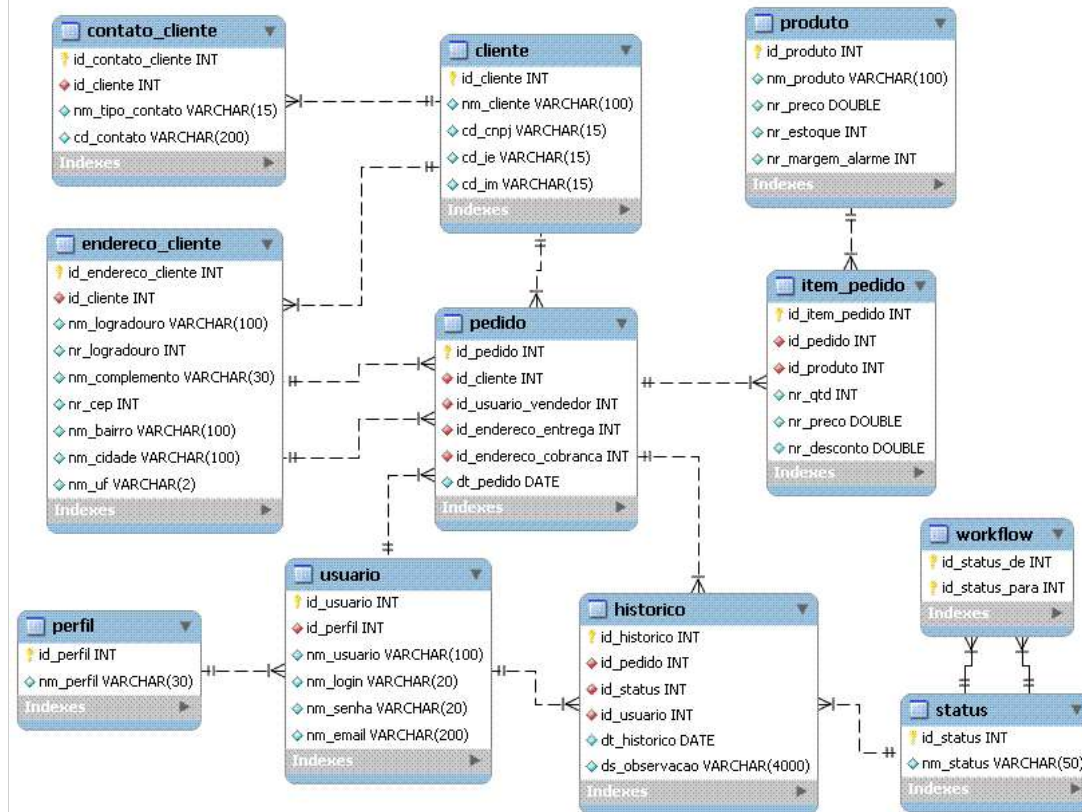 contato_cliente
id_contato_cliente INT
id_cliente INT
nm_tipo_contato VARCHAR(15)
cd_contato VARCHAR(200)
Indexes
cliente
id_cliente INT
nm_cliente VARCHAR(100)
cd_cnpj VARCHAR(15)
cd_ie VARCHAR(15)
cd_im VARCHAR(15)
Indexes
produto
id_produto INT
nm_produto VARCHAR(100)
nr_preco DOUBLE
nr_estoque INT
nr_margem_alarme INT
Indexes
endereco_cliente
id_endereco_cliente INT
id_cliente INT
nm_logradouro VARCHAR(100)
nr_logradouro INT
nm_complemento VARCHAR(30)
nr_cep INT
nm_bairro VARCHAR(100)
nm_cidade VARCHAR(100)
nm_uf VARCHAR(2)
Indexes
pedido
id_pedido INT
id_cliente INT
id_usuario_vendedor INT
id_endereco_entrega INT
id_endereco_cobranca INT
dt_pedido DATE
Indexes
item_pedido
id_item_pedido INT
id_pedido INT
id_produto INT
nr_qtd INT
nr_preco DOUBLE
nr_desconto DOUBLE
Indexes
perfil
id_perfil INT
nm_perfil VARCHAR(30)
Indexes
usuario
id_usuario INT
id_perfil INT
nm_usuario VARCHAR(100)
nm_login VARCHAR(20)
nm_senha VARCHAR(20)
nm_email VARCHAR(200)
Indexes
historico
id_historico INT
id_pedido INT
id_status INT
id_usuario INT
dt_historico DATE
ds_observacao VARCHAR(4000)
Indexes
workflow
id_status_de INT
id_status_para INT
Indexes
status
id_status INT
nm_status VARCHAR(50)
Indexes